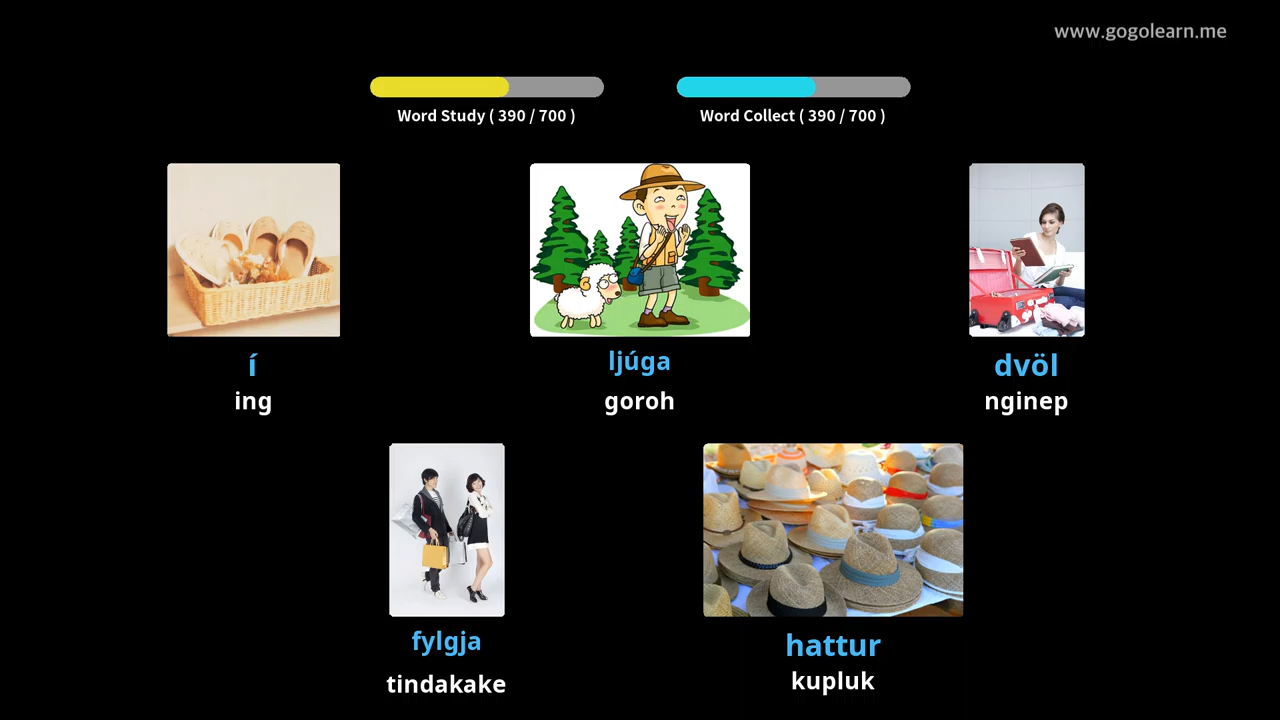 www.gogolearn.me
Word Study ( 390 / 700 )
Word Collect ( 390 / 700 )
í
ing
ljúga
goroh
dvöl
nginep
fylgja
tindakake
hattur
kupluk